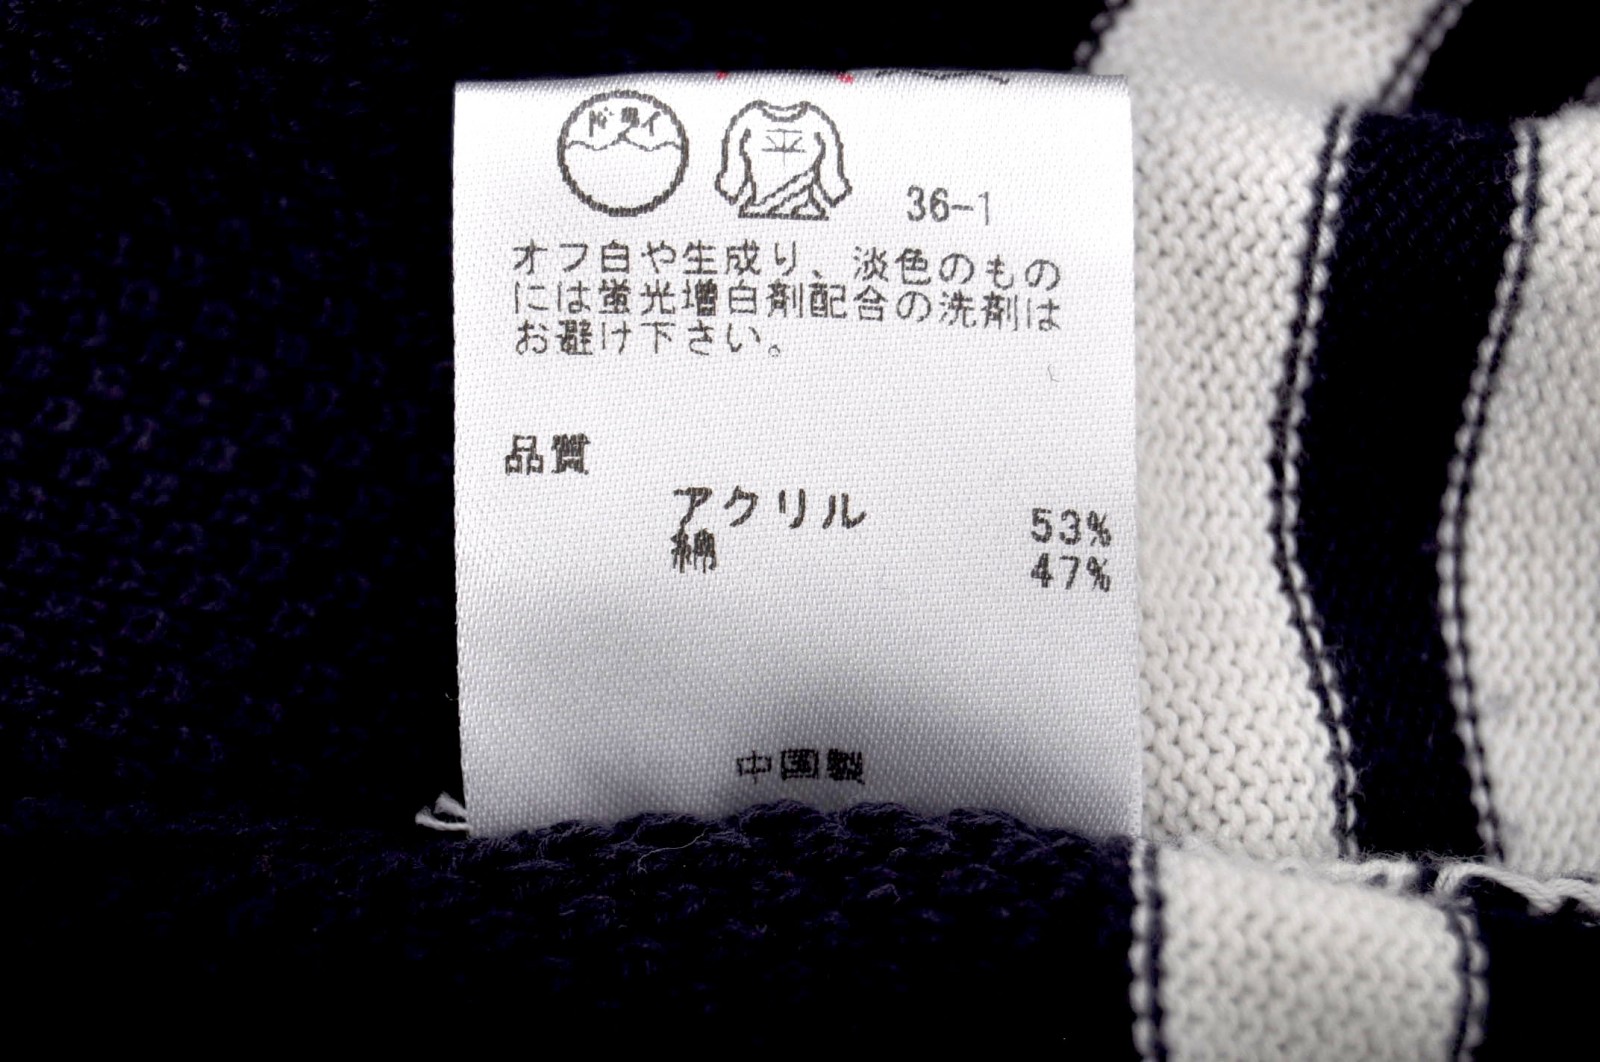 ドライ
平
36-1
オフ白や生成り、淡色のもの
には蛍光増白剤配合の洗剤は
お避け下さい。
品質
アクリル 53%
綿 47%
中国製